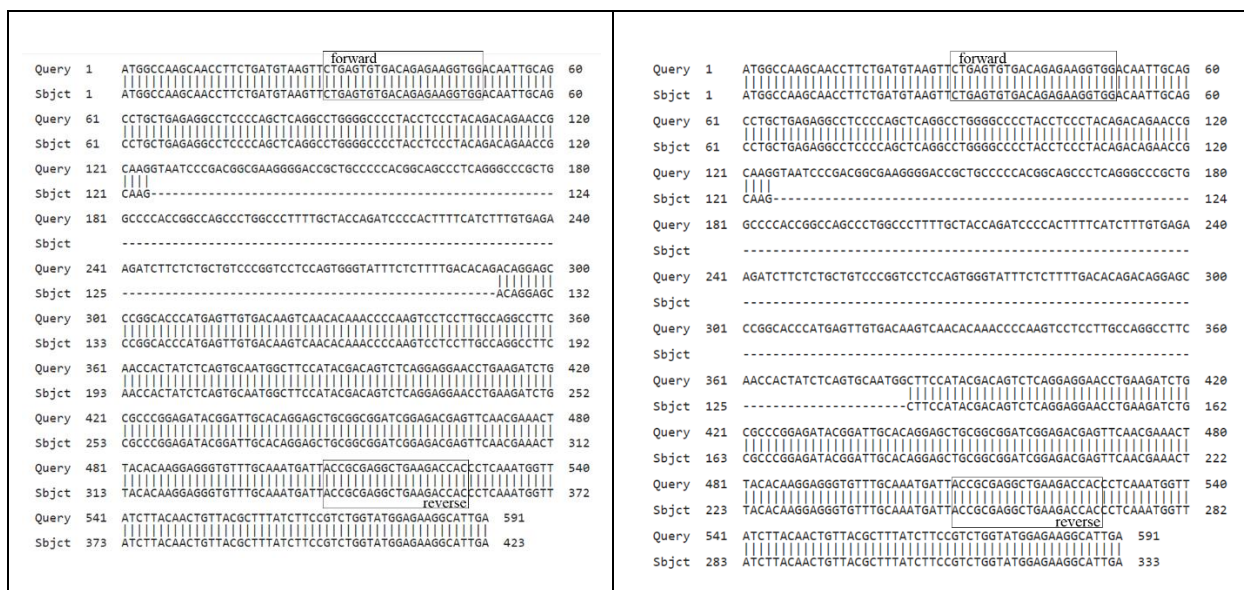 forward
Query 1 ATGGCCAAGCAACCTTCTGATGTAAGTTCTGAGTGTGACAGAGAAGGTGGACAATTGCAG 60
Sbjct 1 ATGGCCAAGCAACCTTCTGATGTAAGTTCTGAGTGTGACAGAGAAGGTGGACAATTGCAG 60
Query 61 CCTGCTGAGAGGCCTCCCCAGCTCAGGCCTGGGGCCCCTACCTCCCTACAGACAGAACCG 120
Sbjct 61 CCTGCTGAGAGGCCTCCCCAGCTCAGGCCTGGGGCCCCTACCTCCCTACAGACAGAACCG 120
Query 121 CAAGGTAATCCCGACGGCGAAGGGGACCGCTGCCCCCACGGCAGCCCTCAGGGCCCGCTG 180
Sbjct 121 CAAG-------------------------------------------------------- 124
Query 181 GCCCCACCGGCCAGCCCTGGCCCTTTTGCTACCAGATCCCCACTTTTCATCTTTGTGAGA 240
Sbjct ------------------------------------------------------------
Query 241 AGATCTTCTCTGCTGTCCCGGTCCTCCAGTGGGTATTTCTCTTTTGACACAGACAGGAGC 300
Sbjct 125 ----------------------------------------------------ACAGGAGC 132
Query 301 CCGGCACCCATGAGTTGTGACAAGTCAACACAAACCCCAAGTCCTCCTTGCCAGGCCTTC 360
Sbjct 133 CCGGCACCCATGAGTTGTGACAAGTCAACACAAACCCCAAGTCCTCCTTGCCAGGCCTTC 192
Query 361 AACCACTATCTCAGTGCAATGGCTTCCATACGACAGTCTCAGGAGGAACCTGAAGATCTG 420
Sbjct 193 AACCACTATCTCAGTGCAATGGCTTCCATACGACAGTCTCAGGAGGAACCTGAAGATCTG 252
Query 421 CGCCCGGAGATACGGATTGCACAGGAGCTGCGGCGGATCGGAGACGAGTTCAACGAAACT 480
Sbjct 253 CGCCCGGAGATACGGATTGCACAGGAGCTGCGGCGGATCGGAGACGAGTTCAACGAAACT 312
Query 481 TACACAAGGAGGGTGTTTGCAAATGATTACCGCGAGGCTGAAGACCACCCTCAAATGGTT 540
Sbjct 313 TACACAAGGAGGGTGTTTGCAAATGATTACCGCGAGGCTGAAGACCACCCTCAAATGGTT 372
reverse
Query 541 ATCTTACAACTGTTACGCTTTATCTTCCGTCTGGTATGGAGAAGGCATTGA 591
Sbjct 373 ATCTTACAACTGTTACGCTTTATCTTCCGTCTGGTATGGAGAAGGCATTGA 423
forward
Query 1 ATGGCCAAGCAACCTTCTGATGTAAGTTCTGAGTGTGACAGAGAAGGTGGACAATTGCAG 60
Sbjct 1 ATGGCCAAGCAACCTTCTGATGTAAGTTCTGAGTGTGACAGAGAAGGTGGACAATTGCAG 60
Query 61 CCTGCTGAGAGGCCTCCCCAGCTCAGGCCTGGGGCCCCTACCTCCCTACAGACAGAACCG 120
Sbjct 61 CCTGCTGAGAGGCCTCCCCAGCTCAGGCCTGGGGCCCCTACCTCCCTACAGACAGAACCG 120
Query 121 CAAGGTAATCCCGACGGCGAAGGGGACCGCTGCCCCCACGGCAGCCCTCAGGGCCCGCTG 180
Sbjct 121 CAAG-------------------------------------------------------- 124
Query 181 GCCCCACCGGCCAGCCCTGGCCCTTTTGCTACCAGATCCCCACTTTTCATCTTTGTGAGA 240
Sbjct ------------------------------------------------------------
Query 241 AGATCTTCTCTGCTGTCCCGGTCCTCCAGTGGGTATTTCTCTTTTGACACAGACAGGAGC 300
Sbjct ------------------------------------------------------------
Query 301 CCGGCACCCATGAGTTGTGACAAGTCAACACAAACCCCAAGTCCTCCTTGCCAGGCCTTC 360
Sbjct ------------------------------------------------------------
Query 361 AACCACTATCTCAGTGCAATGGCTTCCATACGACAGTCTCAGGAGGAACCTGAAGATCTG 420
Sbjct 125 ----------------------CTTCCATACGACAGTCTCAGGAGGAACCTGAAGATCTG 162
Query 421 CGCCCGGAGATACGGATTGCACAGGAGCTGCGGCGGATCGGAGACGAGTTCAACGAAACT 480
Sbjct 163 CGCCCGGAGATACGGATTGCACAGGAGCTGCGGCGGATCGGAGACGAGTTCAACGAAACT 222
Query 481 TACACAAGGAGGGTGTTTGCAAATGATTACCGCGAGGCTGAAGACCACCCTCAAATGGTT 540
Sbjct 223 TACACAAGGAGGGTGTTTGCAAATGATTACCGCGAGGCTGAAGACCACCCTCAAATGGTT 282
reverse
Query 541 ATCTTACAACTGTTACGCTTTATCTTCCGTCTGGTATGGAGAAGGCATTGA 591
Sbjct 283 ATCTTACAACTGTTACGCTTTATCTTCCGTCTGGTATGGAGAAGGCATTGA 333